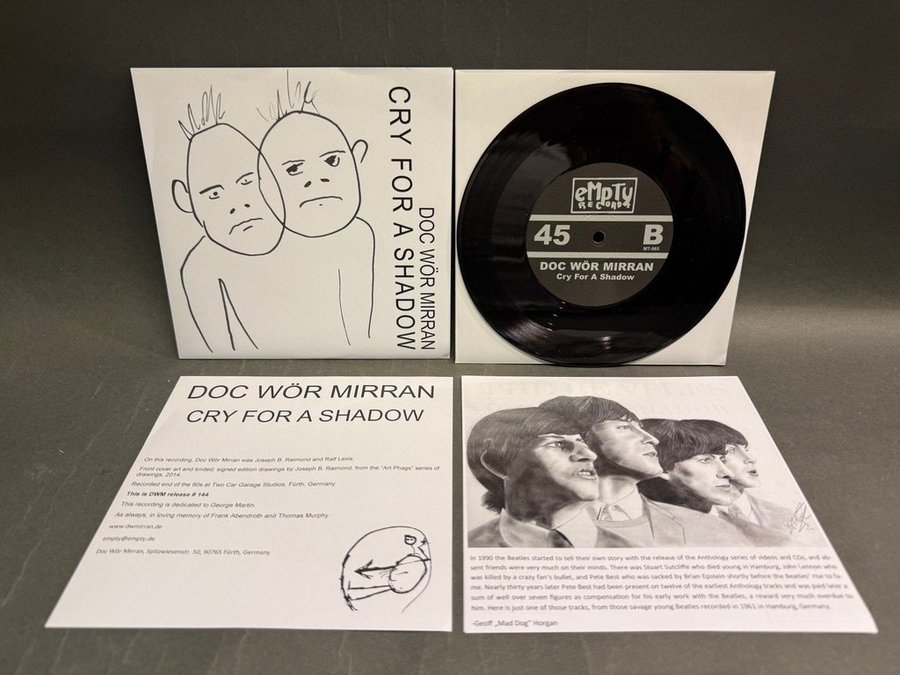 CRY FOR A SHADOW
DOC WÖR MIRRAN
eMPTy
RECORDS
45
B
MT-565
DOC WÖR MIRRAN
Cry For A Shadow
DOC WÖR MIRRAN
CRY FOR A SHADOW
On this recording, Doc Wör Mirran was Joseph B. Raimond and Ralf Lexis.
Front cover art and limited, signed edition drawings by Joseph B. Raimond, from the "Art Phags" series of
drawings, 2014.
Recorded end of the 90s at Two Car Garage Studios, Fürth, Germany
This is DWM release # 144
This recording is dedicated to George Martin.
As always, in loving memory of Frank Abendroth and Thomas Murphy
www.dwmirran.de
empty@empty.de
Doc Wör Mirran, Spitzwiesenstr. 50, 90765 Fürth, Germany
In 1990 the Beatles started to tell their own story with the release of the Anthology series of videos and CDs, and ab-
sent friends were very much on their minds. There was Stuart Sutcliffe who died young in Hamburg, John Lennon who
was killed by a crazy fan's bullet, and Pete Best who was sacked by Brian Epstein shortly before the Beatles' rise to fa-
me. Nearly thirty years later Pete Best had been present on twelve of the earliest Anthology tracks and was paid later a
sum of well over seven figures as compensation for his early work with the Beatles, a reward very much overdue to
him. Here is just one of those tracks, from those savage young Beatles recorded in 1961 in Hamburg, Germany.
-Geoff „Mad Dog" Horgan